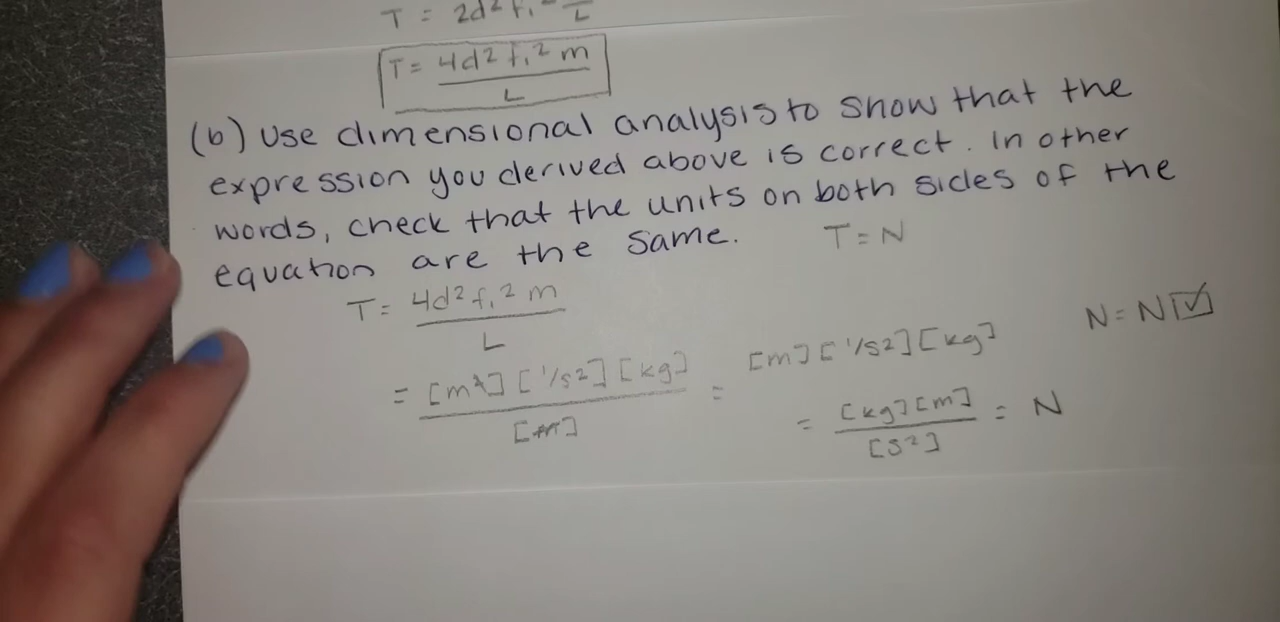 T = 2d² f₁² L
T = 4d² f₁² m
L
(b) Use dimensional analysis to show that the
expression you derived above is correct. In other
words, check that the units on both sides of the
equation are the same. T = N
T = 4d² f₁² m
L
N = N ☑
= [m²] [1/s²] [kg] = [m] [1/s²] [kg]
[m]
= [kg] [m] = N
[s²]